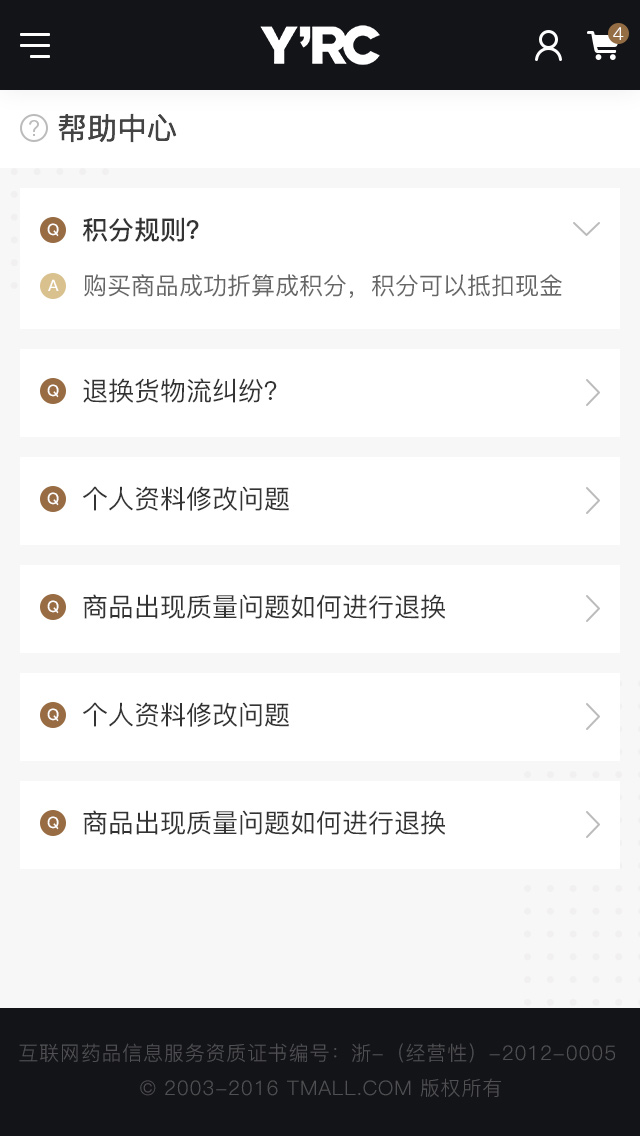 Y'RC
4
? 帮助中心
Q 积分规则?
A 购买商品成功折算成积分，积分可以抵扣现金
Q 退换货物流纠纷?
Q 个人资料修改问题
Q 商品出现质量问题如何进行退换
Q 个人资料修改问题
Q 商品出现质量问题如何进行退换
互联网药品信息服务资质证书编号：浙-（经营性）-2012-0005
© 2003-2016 TMALL.COM 版权所有